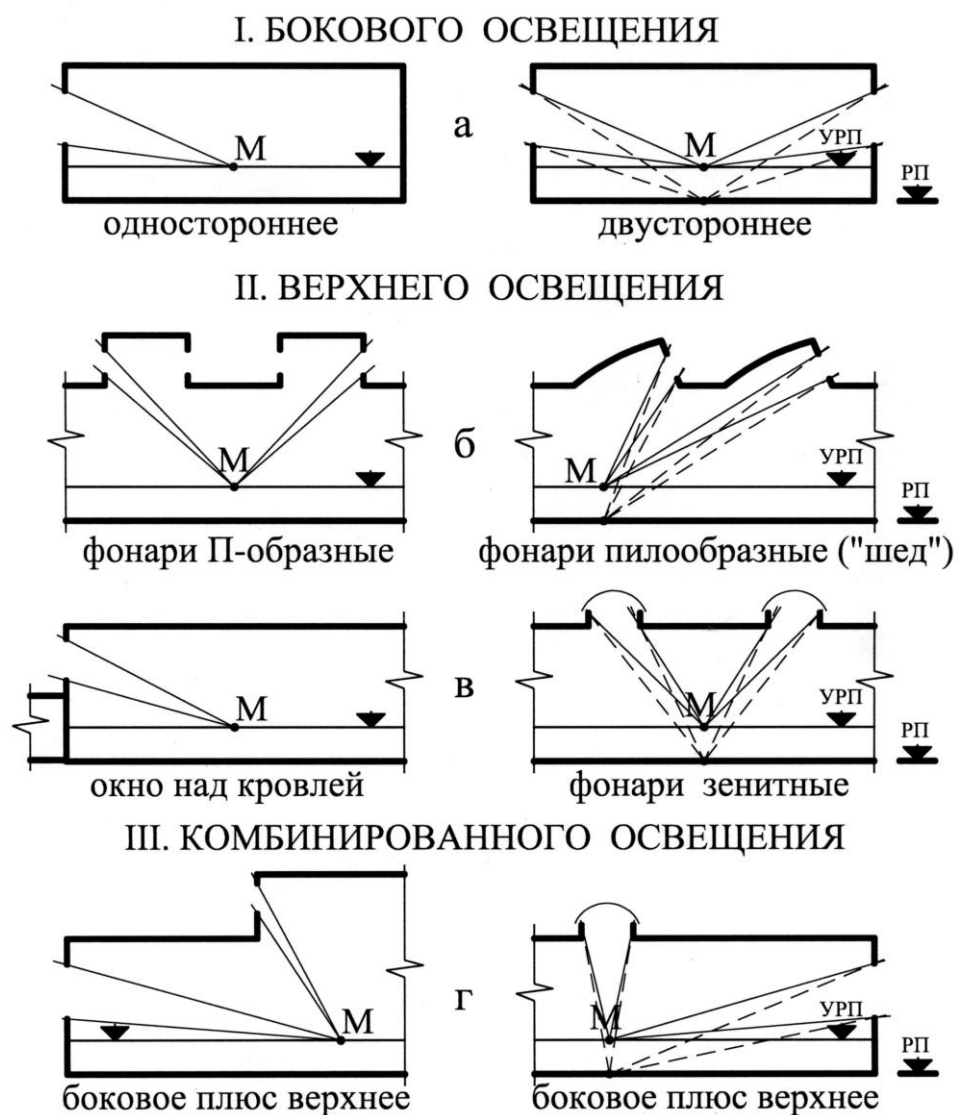 I. БОКОВОГО ОСВЕЩЕНИЯ
М
а
М
УРП
РП
одностороннее
двустороннее
II. ВЕРХНЕГО ОСВЕЩЕНИЯ
М
б
М
УРП
РП
фонари П-образные
фонари пилообразные ("шед")
М
в
М
УРП
РП
окно над кровлей
фонари зенитные
III. КОМБИНИРОВАННОГО ОСВЕЩЕНИЯ
М
г
М
УРП
РП
боковое плюс верхнее
боковое плюс верхнее